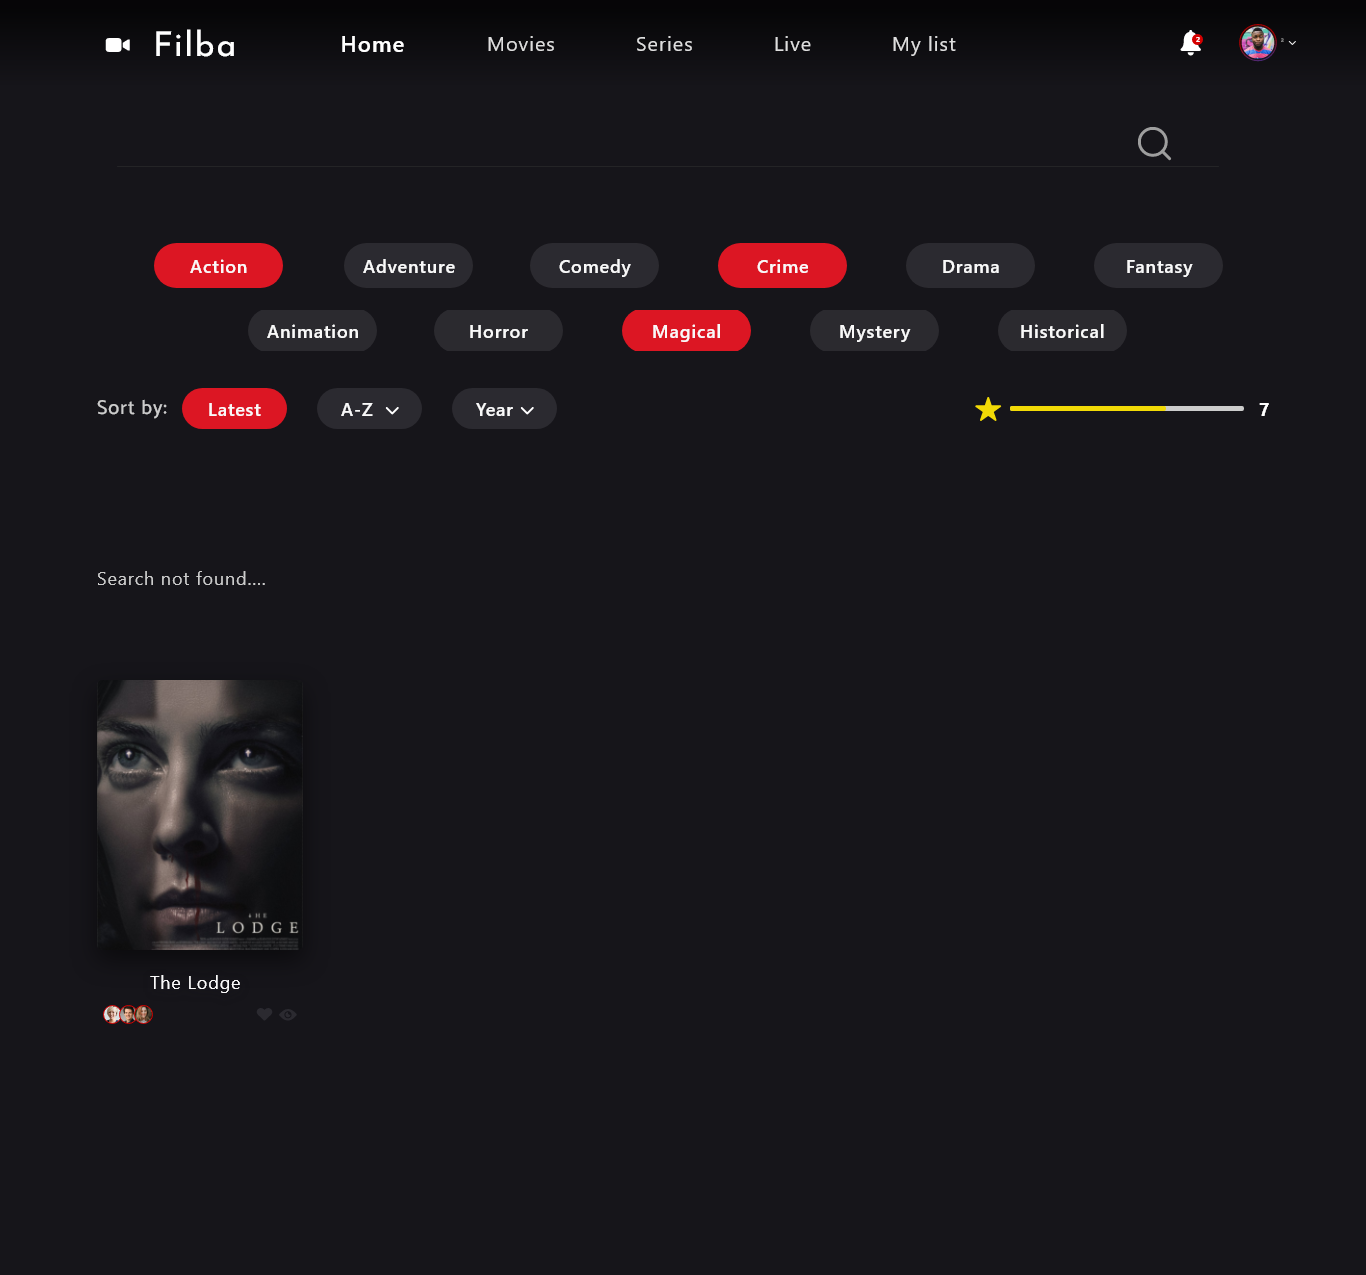 Filba Home Movies Series Live My list 2
Action Adventure Comedy Crime Drama Fantasy
Animation Horror Magical Mystery Historical
Sort by: Latest A-Z Year 7
Search not found....
THE
LODGE
The Lodge